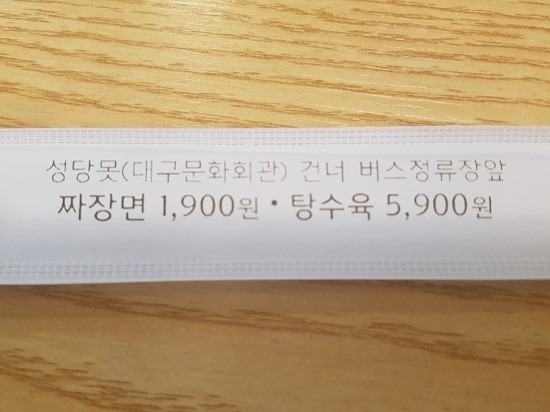 성당못(대구문화회관) 건너 버스정류장앞
짜장면 1,900원 • 탕수육 5,900원